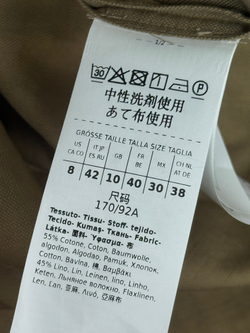 1/2
30 P
中性洗剤使用
あて布使用
GRÖSSE TAILLE TALLA SIZE TAGLIA
US IT JP GB FR MX CH NL
CA CU ES RU BE AT DE
8 42 10 40 30 38
尺码
170/92A
Tessuto- Tissu- Stoff- tejido-
Tecido- Kumaş- Ткань- Fabric-
Látka- 面料- Ύφασμα- 布
55% Cotone, Coton, Baumwolle,
algodon, Algodao, Pamuk, Хлопок,
Cotton, Bavlna, 棉, Βαμβάκι
45% Lino, Lin, Leinen, lino, Linho,
Keten, Льняное волокно, Flaxlinen,
Len, Lan, 亚麻, Λινό, 亞麻布